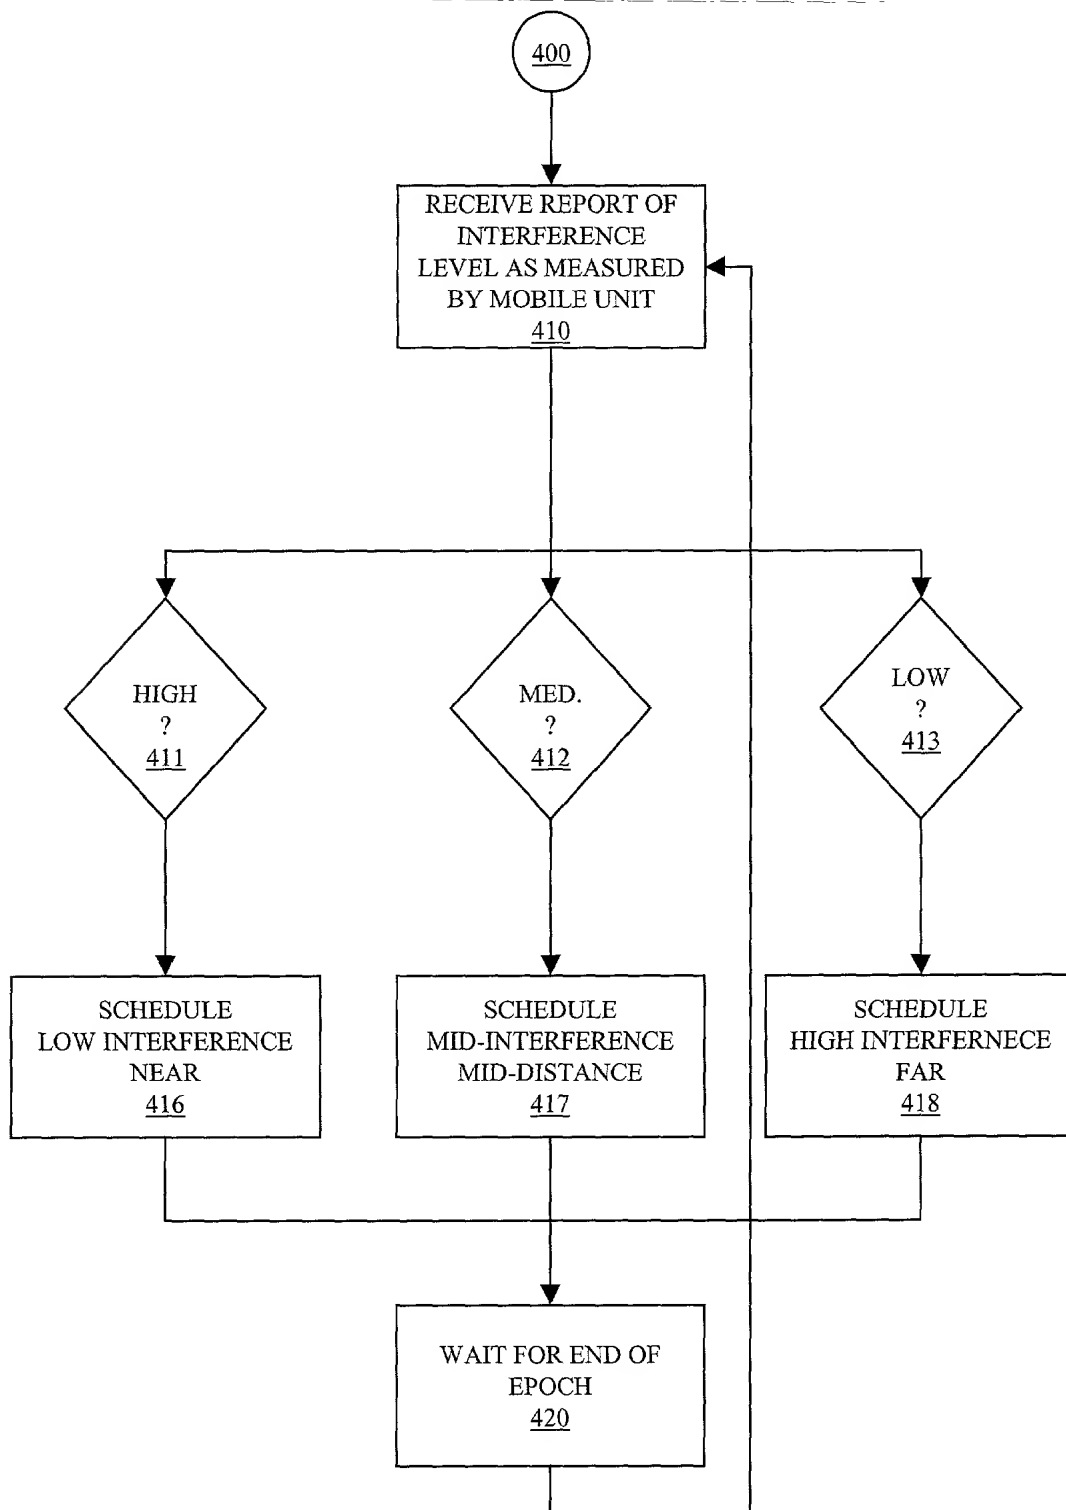 400
RECEIVE REPORT OF
INTERFERENCE
LEVEL AS MEASURED
BY MOBILE UNIT
410
HIGH
?
411
MED.
?
412
LOW
?
413
SCHEDULE
LOW INTERFERENCE
NEAR
416
SCHEDULE
MID-INTERFERENCE
MID-DISTANCE
417
SCHEDULE
HIGH INTERFERNECE
FAR
418
WAIT FOR END OF
EPOCH
420